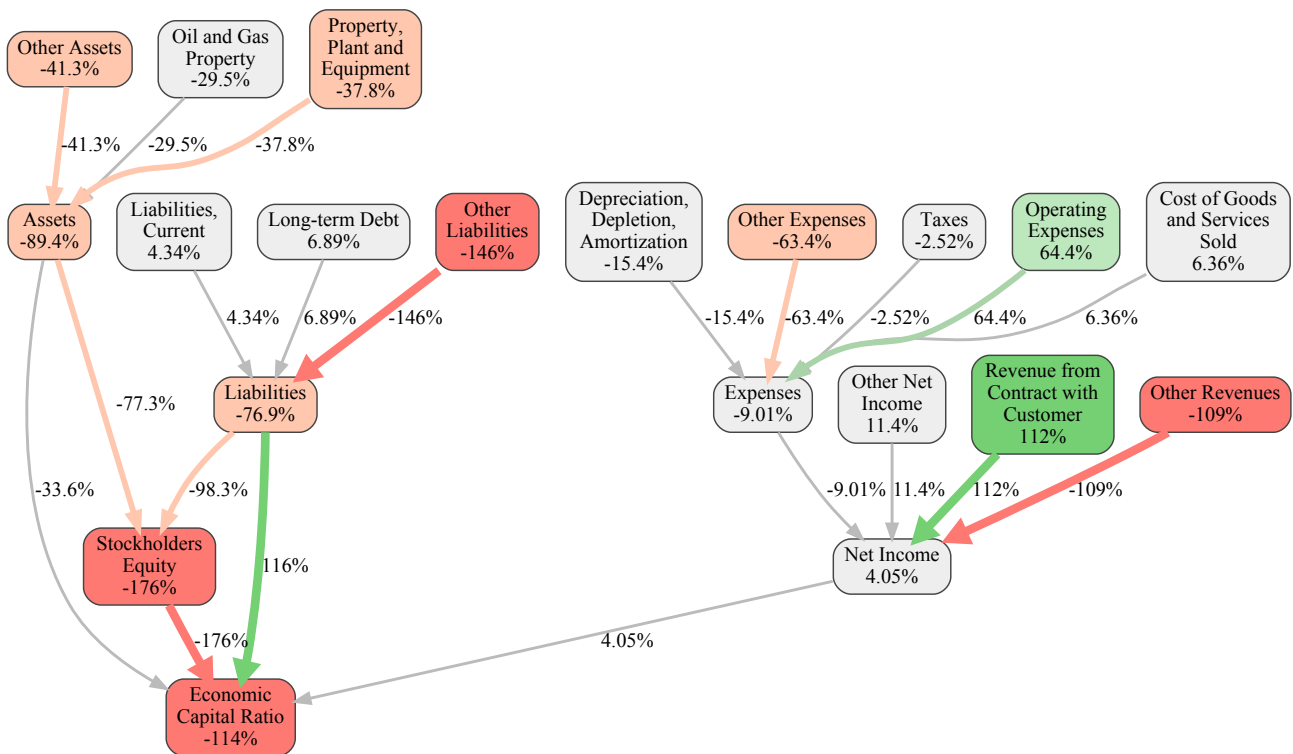 Other Assets
-41.3%
Oil and Gas
Property
-29.5%
Property,
Plant and
Equipment
-37.8%
-41.3%
-29.5%
-37.8%
Assets
-89.4%
Liabilities,
Current
4.34%
Long-term Debt
6.89%
Other
Liabilities
-146%
Depreciation,
Depletion,
Amortization
-15.4%
Other Expenses
-63.4%
Taxes
-2.52%
Operating
Expenses
64.4%
Cost of Goods
and Services
Sold
6.36%
4.34%
6.89%
-146%
-15.4%
-63.4%
-2.52%
64.4%
6.36%
Liabilities
-76.9%
Expenses
-9.01%
Other Net
Income
11.4%
Revenue from
Contract with
Customer
112%
Other Revenues
-109%
-77.3%
-33.6%
-98.3%
116%
-9.01%
11.4%
112%
-109%
Stockholders
Equity
-176%
Net Income
4.05%
-176%
4.05%
Economic
Capital Ratio
-114%